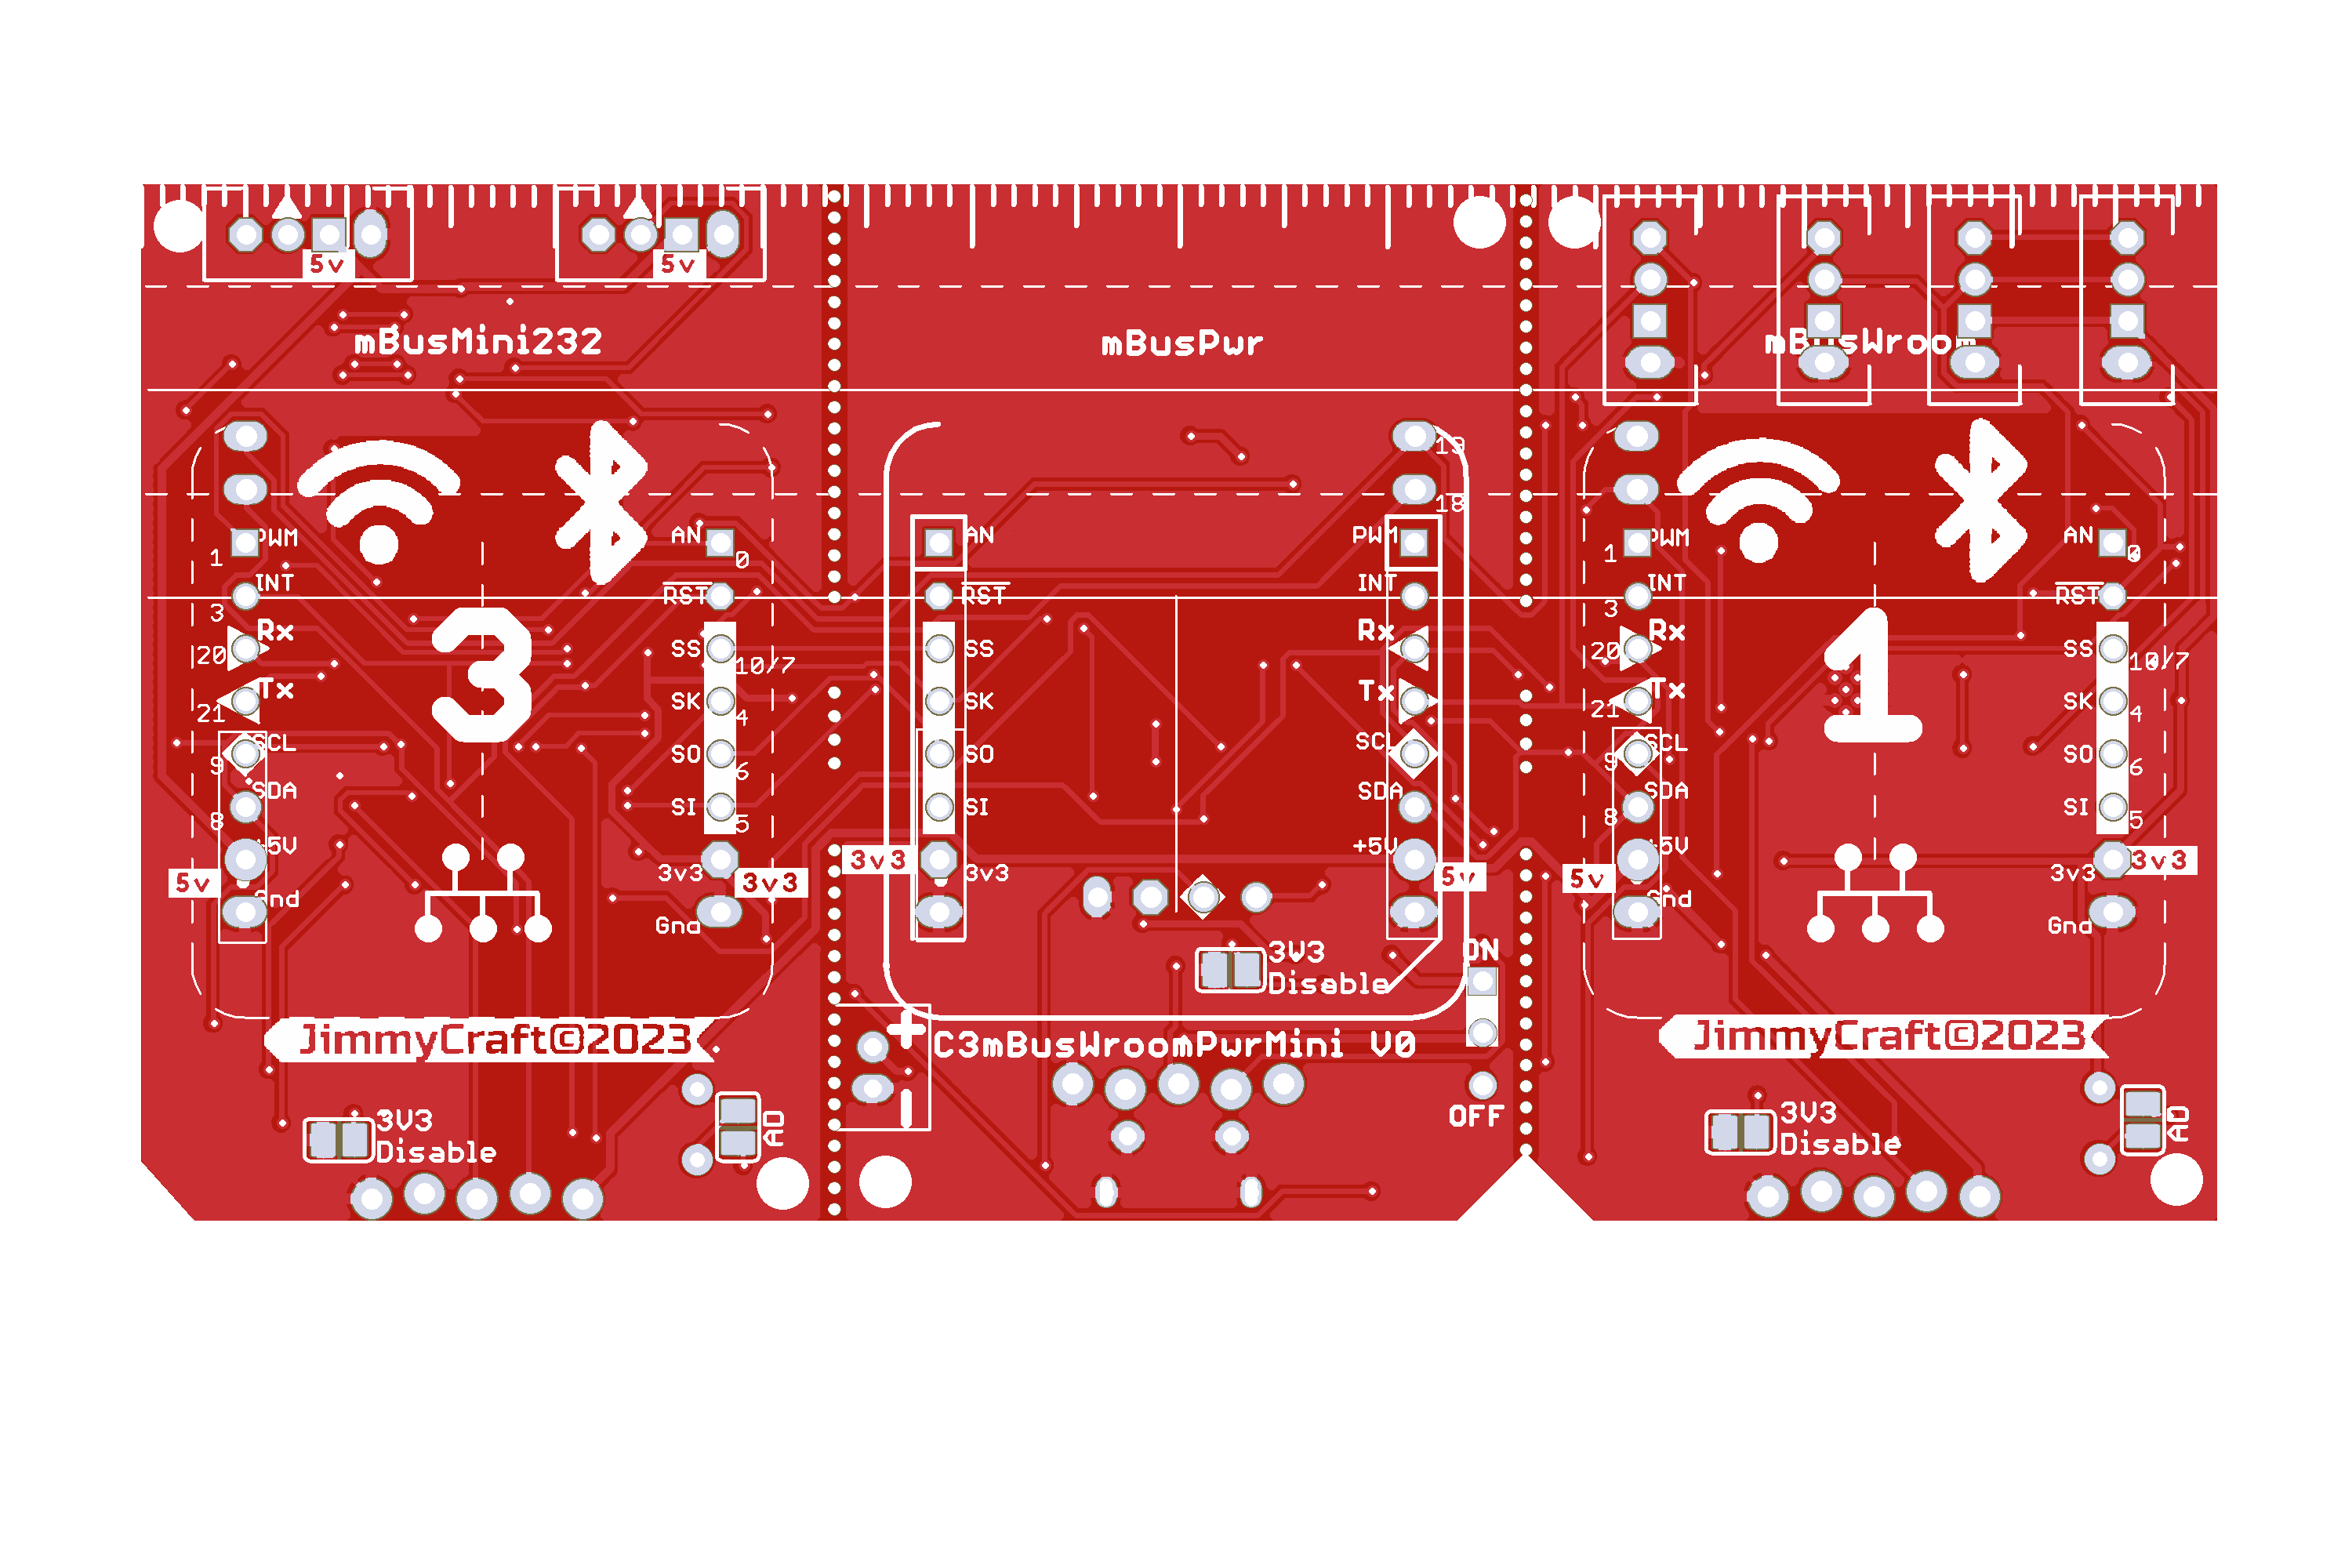 5v
5v
mBusMini232
mBusPwr
mBusWroom
19
18
PWM
AN
AN
PWM
PWM
AN
1
0
1
0
INT
INT
INT
3
RST
RST
3
RST
Rx
Rx
Rx
20
SS
10/7
SS
20
SS
10/7
Tx
Tx
Tx
21
SK
4
SK
21
SK
4
SCL
SCL
SCL
9
SO
6
SO
9
SO
6
SDA
SDA
SDA
8
SI
5
SI
8
SI
5
+5V
+5V
+5V
5v
3v3
3v3
3v3
3v3
5v
5v
3v3
3v3
Gnd
Gnd
Gnd
Gnd
3
1
3V3
Disable
ON
OFF
JimmyCraft©2023
C3mBusWroomPwrMini V0
JimmyCraft©2023
+
-
3V3
Disable
AD
3V3
Disable
AD